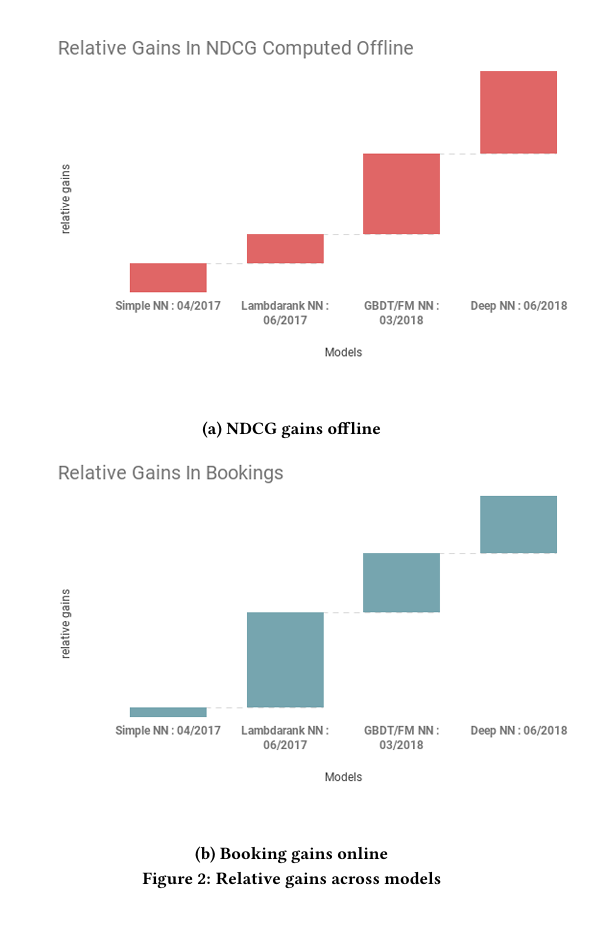 Relative Gains In NDCG Computed Offline
relative gains
Simple NN : 04/2017
Lambdarank NN :
06/2017
GBDT/FM NN :
03/2018
Deep NN : 06/2018
Models
(a) NDCG gains offline
Relative Gains In Bookings
relative gains
Simple NN : 04/2017
Lambdarank NN :
06/2017
GBDT/FM NN :
03/2018
Deep NN : 06/2018
Models
(b) Booking gains online
Figure 2: Relative gains across models